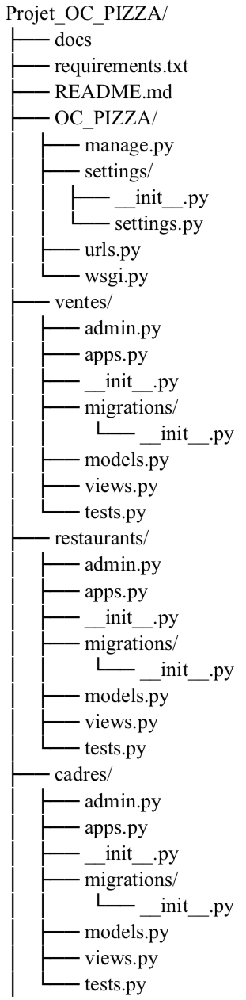 Projet_OC_PIZZA/
├── docs
├── requirements.txt
├── README.md
├── OC_PIZZA/
│   ├── manage.py
│   ├── settings/
│   │   ├── __init__.py
│   │   └── settings.py
│   ├── urls.py
│   └── wsgi.py
├── ventes/
│   ├── admin.py
│   ├── apps.py
│   ├── __init__.py
│   ├── migrations/
│   │   └── __init__.py
│   ├── models.py
│   ├── views.py
│   └── tests.py
├── restaurants/
│   ├── admin.py
│   ├── apps.py
│   ├── __init__.py
│   ├── migrations/
│   │   └── __init__.py
│   ├── models.py
│   ├── views.py
│   └── tests.py
├── cadres/
│   ├── admin.py
│   ├── apps.py
│   ├── __init__.py
│   ├── migrations/
│   │   └── __init__.py
│   ├── models.py
│   ├── views.py
│   └── tests.py